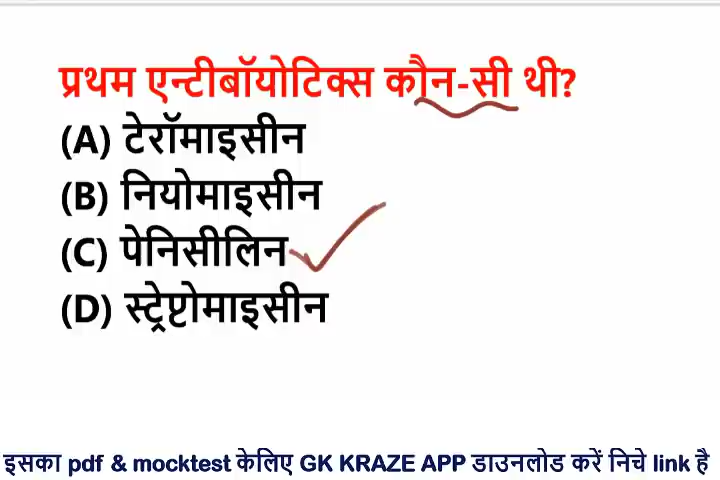 प्रथम एन्टीबॉयोटिक्स कौन-सी थी?
(A) टेरॉमाइसीन
(B) नियोमाइसीन
(C) पेनिसीलिन
(D) स्ट्रेप्टोमाइसीन
इसका pdf & mocktest केलिए GK KRAZE APP डाउनलोड करें निचे link है